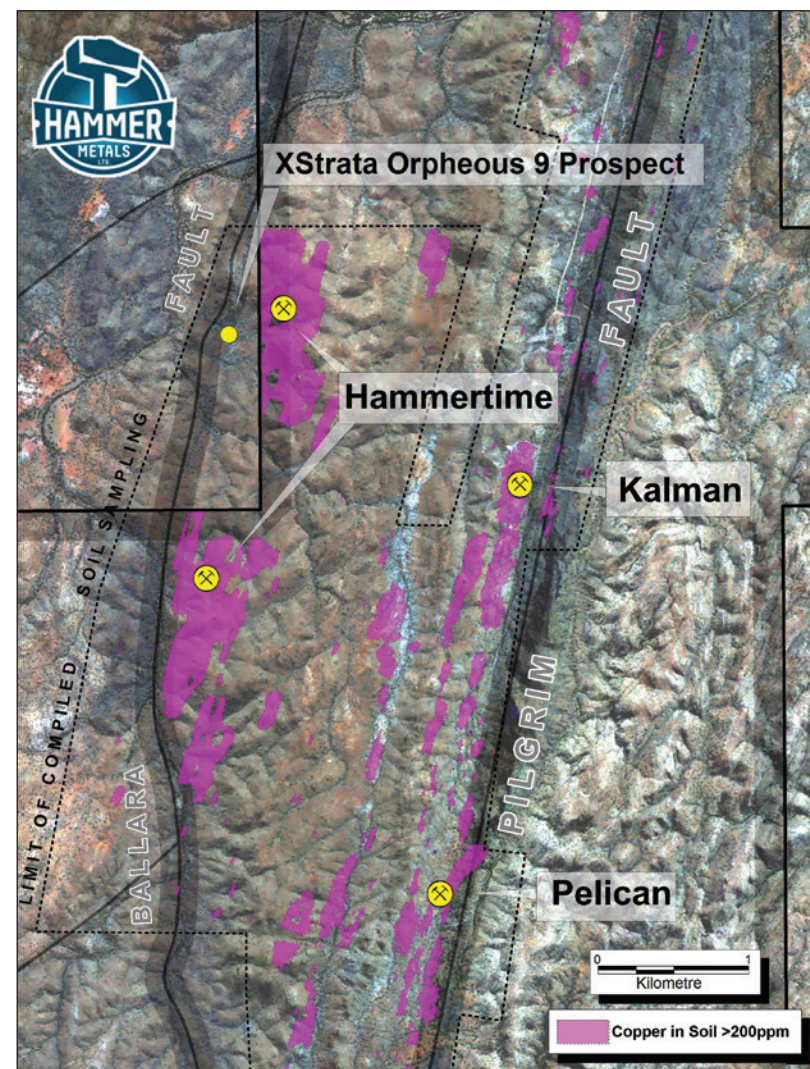 HAMMER
METALS
LTD.
XStrata Orpheous 9 Prospect
FAULT
FAULT
Hammertime
Kalman
LIMIT OF COMPILED SOIL SAMPLING
BALLARA
PILGRIM
Pelican
0 1
Kilometre
Copper in Soil >200ppm